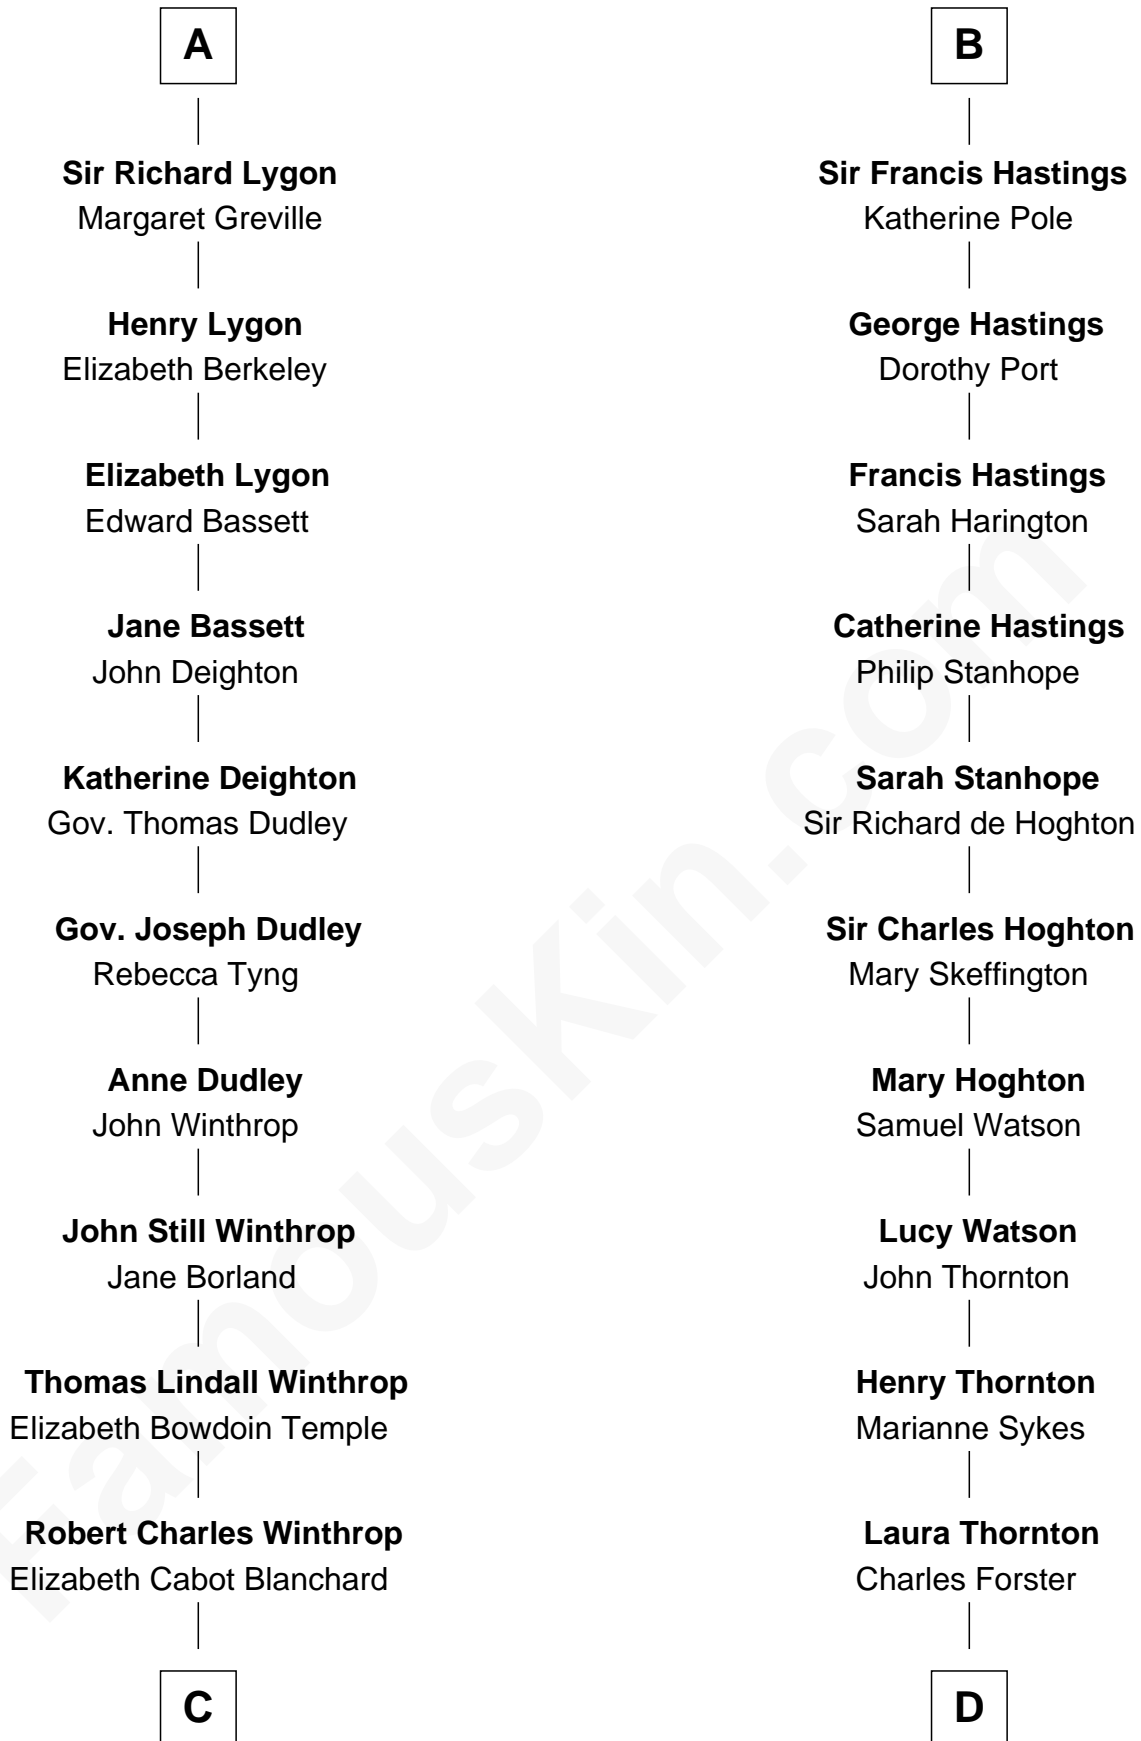 A
Sir Richard Lygon
Margaret Greville
Henry Lygon
Elizabeth Berkeley
Elizabeth Lygon
Edward Bassett
Jane Bassett
John Deighton
Katherine Deighton
Gov. Thomas Dudley
Gov. Joseph Dudley
Rebecca Tyng
Anne Dudley
John Winthrop
John Still Winthrop
Jane Borland
Thomas Lindall Winthrop
Elizabeth Bowdoin Temple
Robert Charles Winthrop
Elizabeth Cabot Blanchard
C
B
Sir Francis Hastings
Katherine Pole
George Hastings
Dorothy Port
Francis Hastings
Sarah Harington
Catherine Hastings
Philip Stanhope
Sarah Stanhope
Sir Richard de Hoghton
Sir Charles Hoghton
Mary Skeffington
Mary Hoghton
Samuel Watson
Lucy Watson
John Thornton
Henry Thornton
Marianne Sykes
Laura Thornton
Charles Forster
D
FamousKin.com